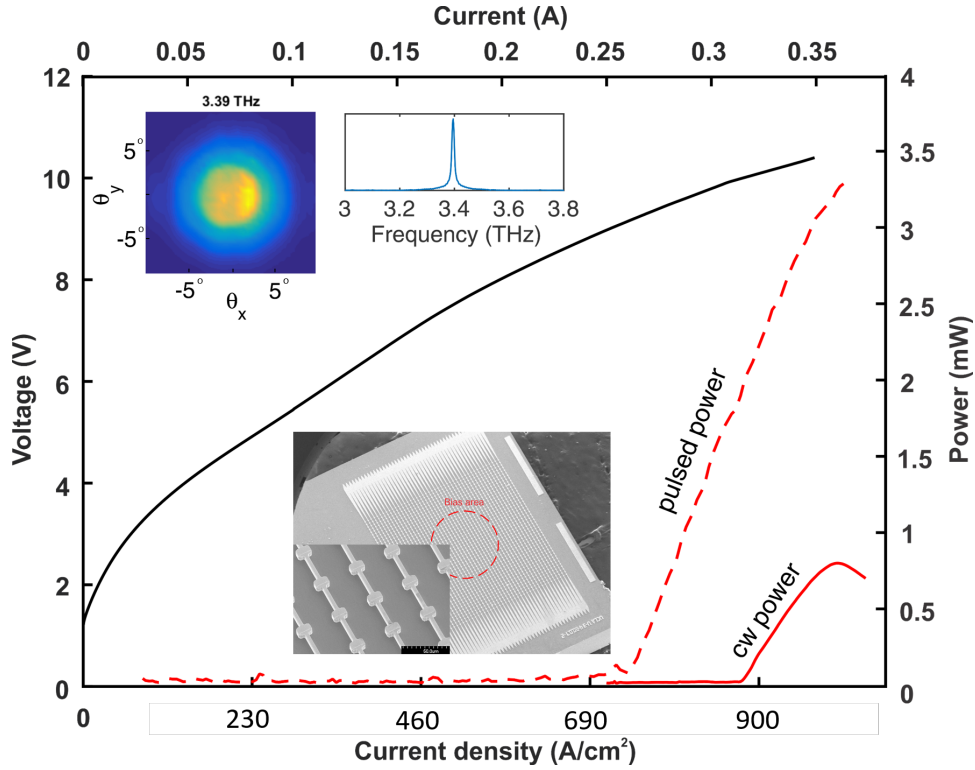 Current (A)
0 0.05 0.1 0.15 0.2 0.25 0.3 0.35
12
10
8
6
4
2
0
Voltage (V)
4
3.5
3
2.5
2
1.5
1
0.5
0
Power (mW)
3.39 THz
5°
-5°
θy
-5° 5°
θx
3 3.2 3.4 3.6 3.8
Frequency (THz)
pulsed power
cw power
Bias area
50.0um
0 230 460 690 900
Current density (A/cm²)